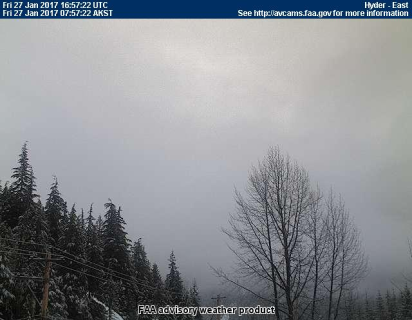 Fri 27 Jan 2017 16:57:22 UTC
Hyder - East
Fri 27 Jan 2017 07:57:22 AKST
See http://avcams.faa.gov for more information
FAA advisory weather product